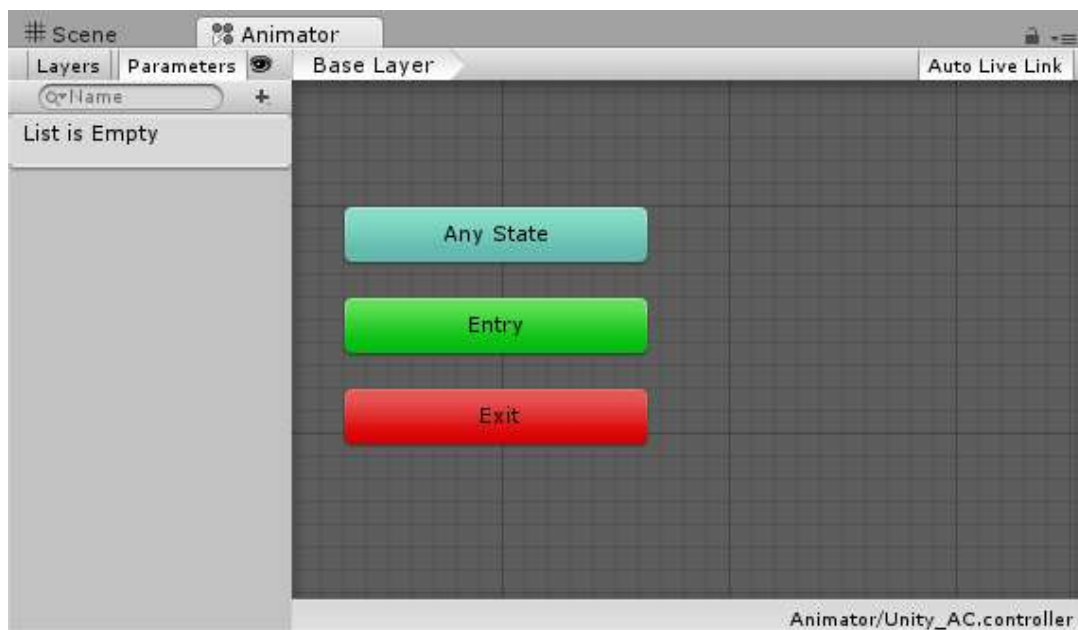 Scene Animator
Layers Parameters Base Layer Auto Live Link
Name
List is Empty
Any State
Entry
Exit
Animator/Unity_AC.controller